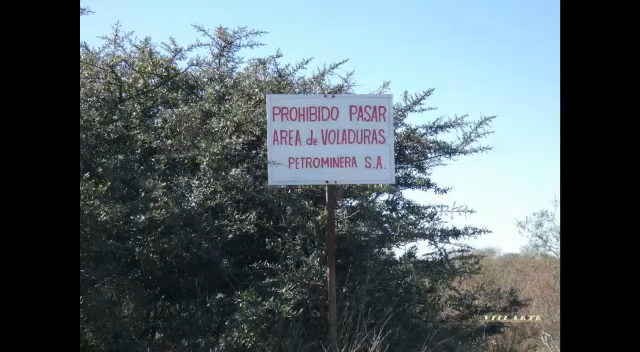 PROHIBIDO PASAR
AREA de VOLADURAS
PETROMINERA S.A.